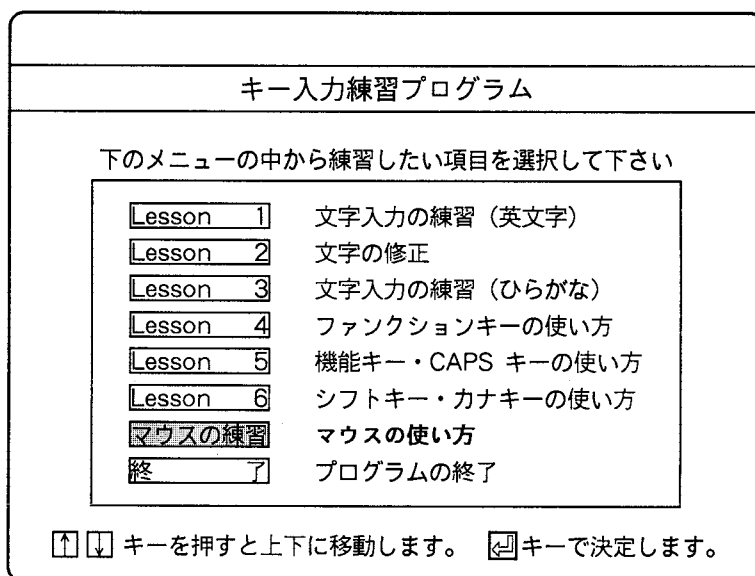 キー入力練習プログラム
下のメニューの中から練習したい項目を選択して下さい
Lesson 1 文字入力の練習（英文字）
Lesson 2 文字の修正
Lesson 3 文字入力の練習（ひらがな）
Lesson 4 ファンクションキーの使い方
Lesson 5 機能キー・CAPS キーの使い方
Lesson 6 シフトキー・カナキーの使い方
マウスの練習 マウスの使い方
終 了 プログラムの終了
↑ ↓ キーを押すと上下に移動します。 ↵ キーで決定します。